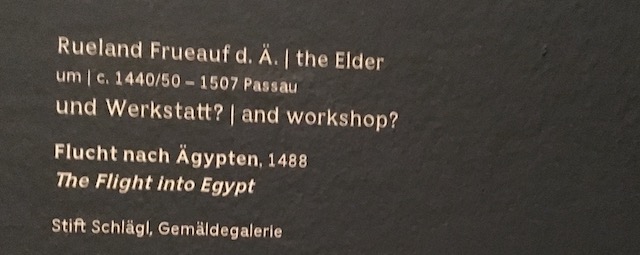 Rueland Frueauf d. Ä. | the Elder
um | c. 1440/50 – 1507 Passau
und Werkstatt? | and workshop?
Flucht nach Ägypten, 1488
The Flight into Egypt
Stift Schlägl, Gemäldegalerie